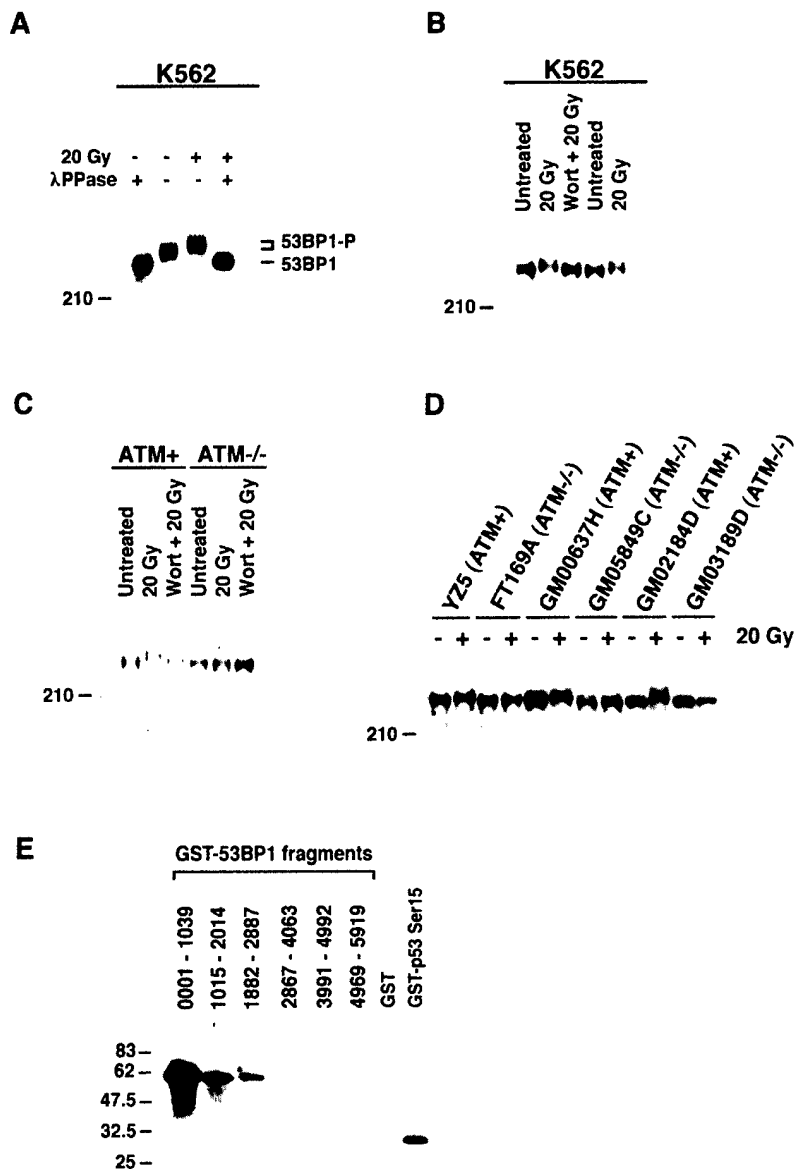 A
K562
20 Gy - - + +
λPPase + - - +
53BP1-P
53BP1
210
B
K562
Untreated
20 Gy
Wort + 20 Gy
Untreated
20 Gy
210
C
ATM+ ATM-/-
Untreated
20 Gy
Wort + 20 Gy
Untreated
20 Gy
Wort + 20 Gy
210
D
YZ5 (ATM+)
FT169A (ATM-/-)
GM00637H (ATM+)
GM05849C (ATM-/-)
GM02184D (ATM+)
GM03189D (ATM-/-)
- + - + - + - + - + - + 20 Gy
210
E
GST-53BP1 fragments
0001 - 1039
1015 - 2014
1882 - 2887
2867 - 4063
3991 - 4992
4969 - 5919
GST
GST-p53 Ser15
83
62
47.5
32.5
25